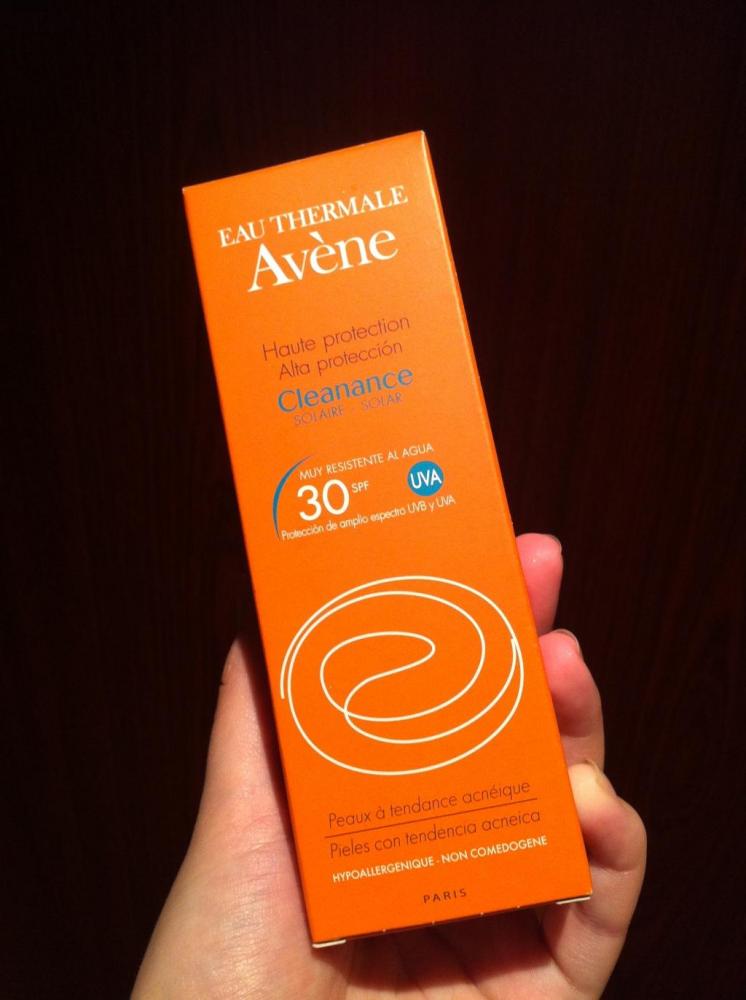 EAU THERMALE
Avène
Haute protection
Alta protección
Cleanance
SOLAIRE - SOLAR
MUY RESISTENTE AL AGUA
30 SPF
UVA
Protección de amplio espectro UVB y UVA
Peaux à tendance acnéique
Pieles con tendencia acneica
HYPOALLERGENIQUE - NON COMEDOGENE
PARIS